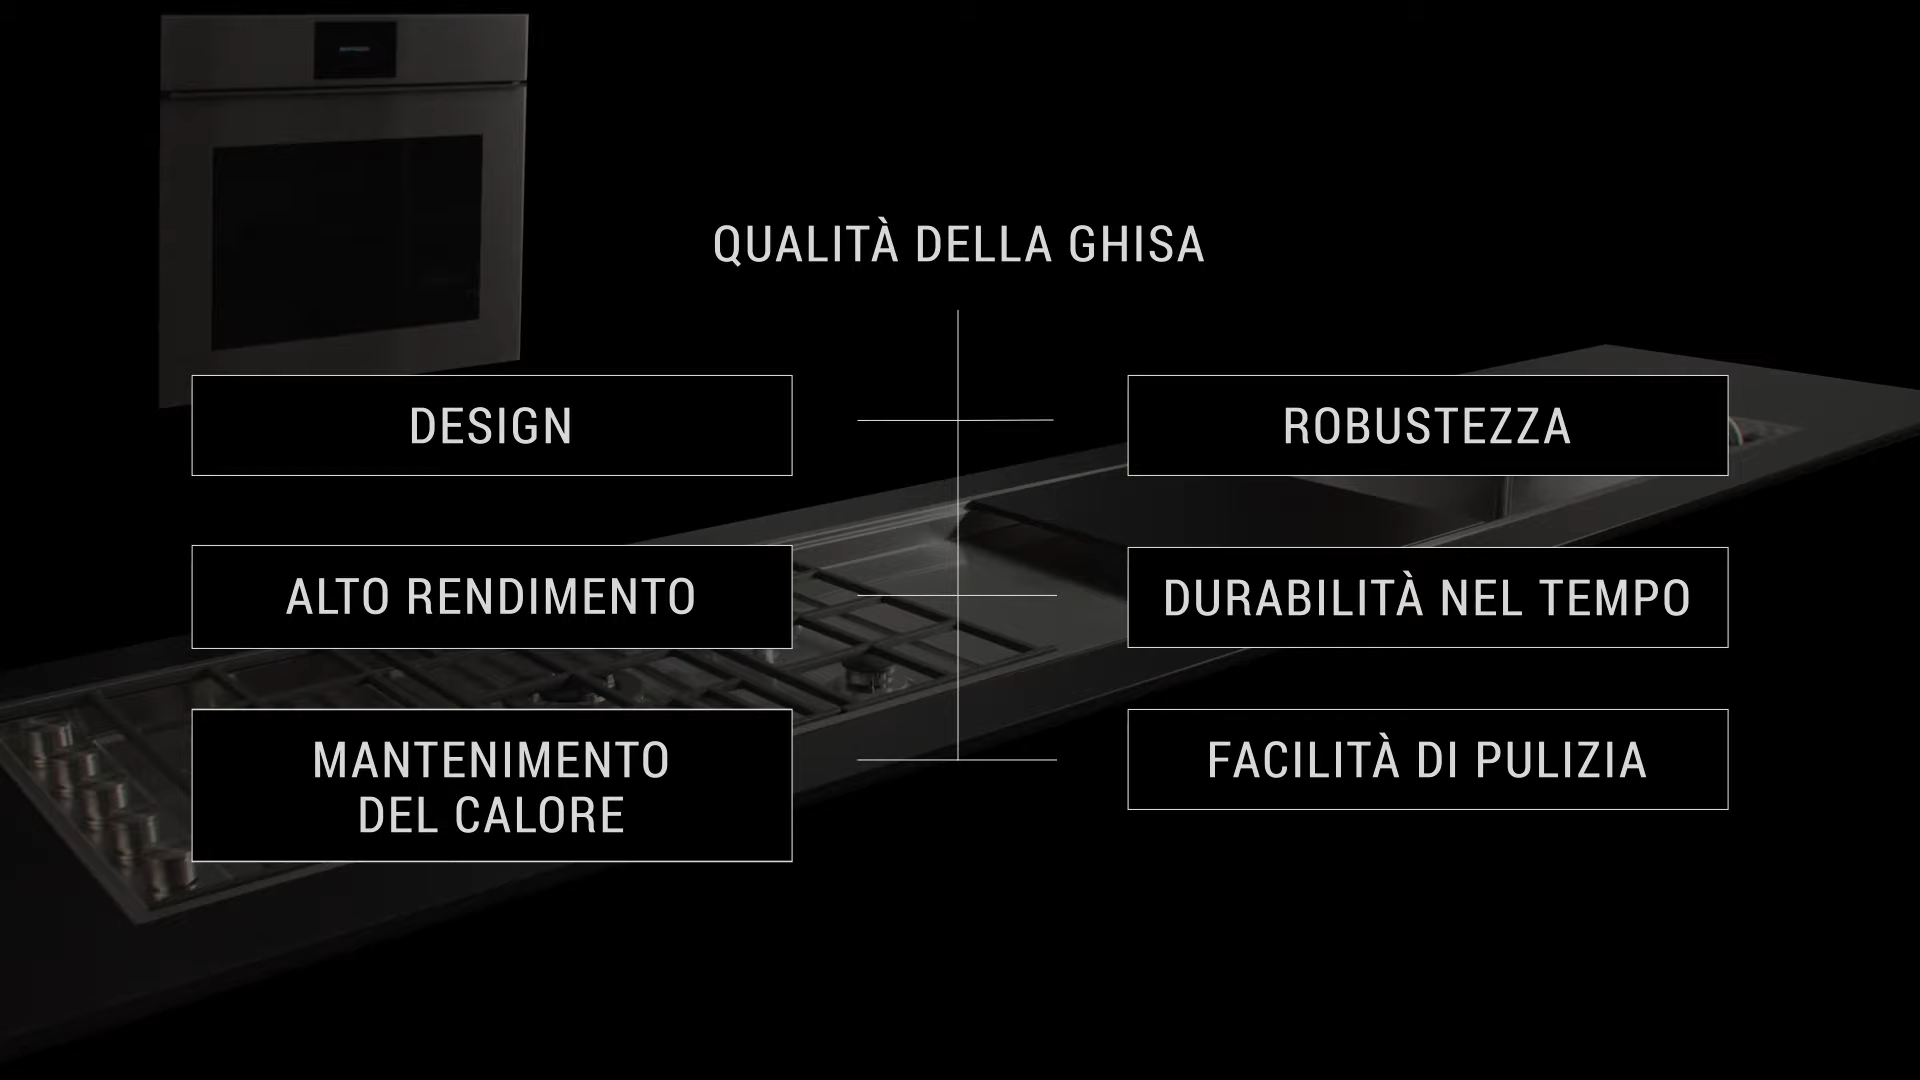 QUALITÀ DELLA GHISA
DESIGN
ROBUSTEZZA
ALTO RENDIMENTO
DURABILITÀ NEL TEMPO
MANTENIMENTO
DEL CALORE
FACILITÀ DI PULIZIA